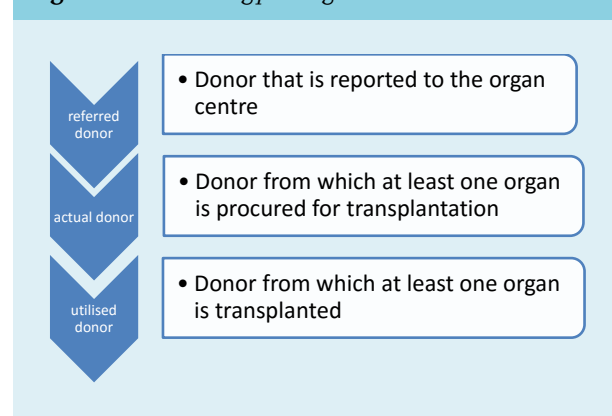 referred
donor
• Donor that is reported to the organ
centre
actual donor
• Donor from which at least one organ
is procured for transplantation
utilised
donor
• Donor from which at least one organ
is transplanted